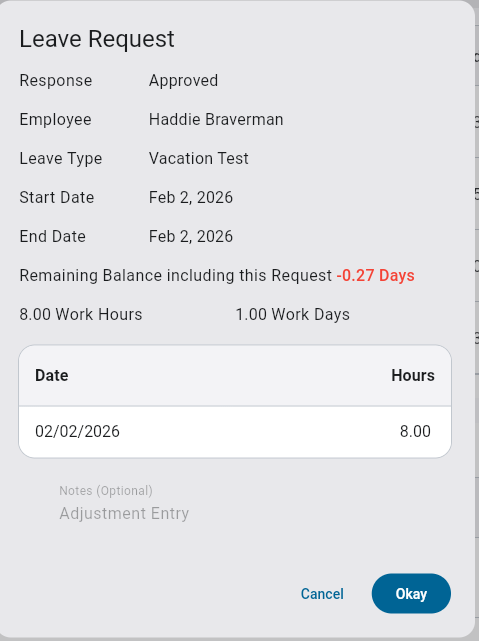 Leave Request
Response Approved
Employee Haddie Braverman
Leave Type Vacation Test
Start Date Feb 2, 2026
End Date Feb 2, 2026
Remaining Balance including this Request -0.27 Days
8.00 Work Hours 1.00 Work Days
Date Hours
02/02/2026 8.00
Notes (Optional)
Adjustment Entry
Cancel Okay